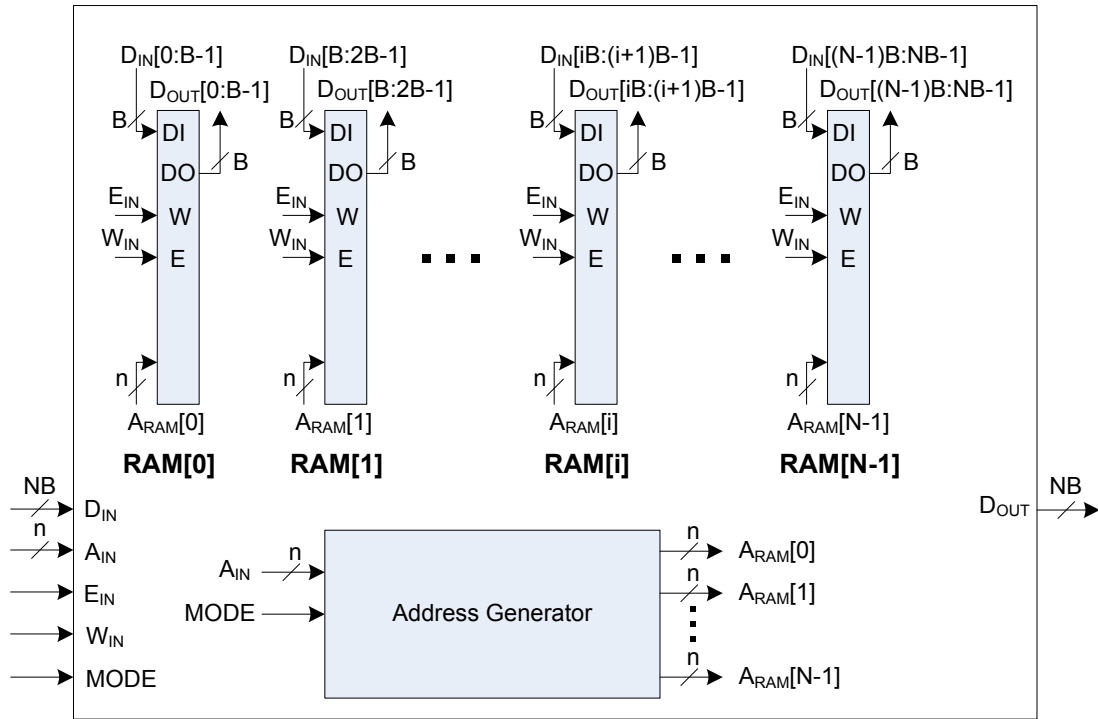 D_IN[0:B-1] D_IN[B:2B-1] D_IN[iB:(i+1)B-1] D_IN[(N-1)B:NB-1]
D_OUT[0:B-1] D_OUT[B:2B-1] D_OUT[iB:(i+1)B-1] D_OUT[(N-1)B:NB-1]
B DI B DI B DI B DI
DO B DO B DO B DO B
E_IN W E_IN W E_IN W E_IN W
W_IN E W_IN E W_IN E W_IN E
n n n n
A_RAM[0] A_RAM[1] A_RAM[i] A_RAM[N-1]
RAM[0] RAM[1] RAM[i] RAM[N-1]
NB D_IN
n A_IN
E_IN
W_IN
MODE
A_IN n
MODE
Address Generator
n A_RAM[0]
n A_RAM[1]
n A_RAM[N-1]
D_OUT NB